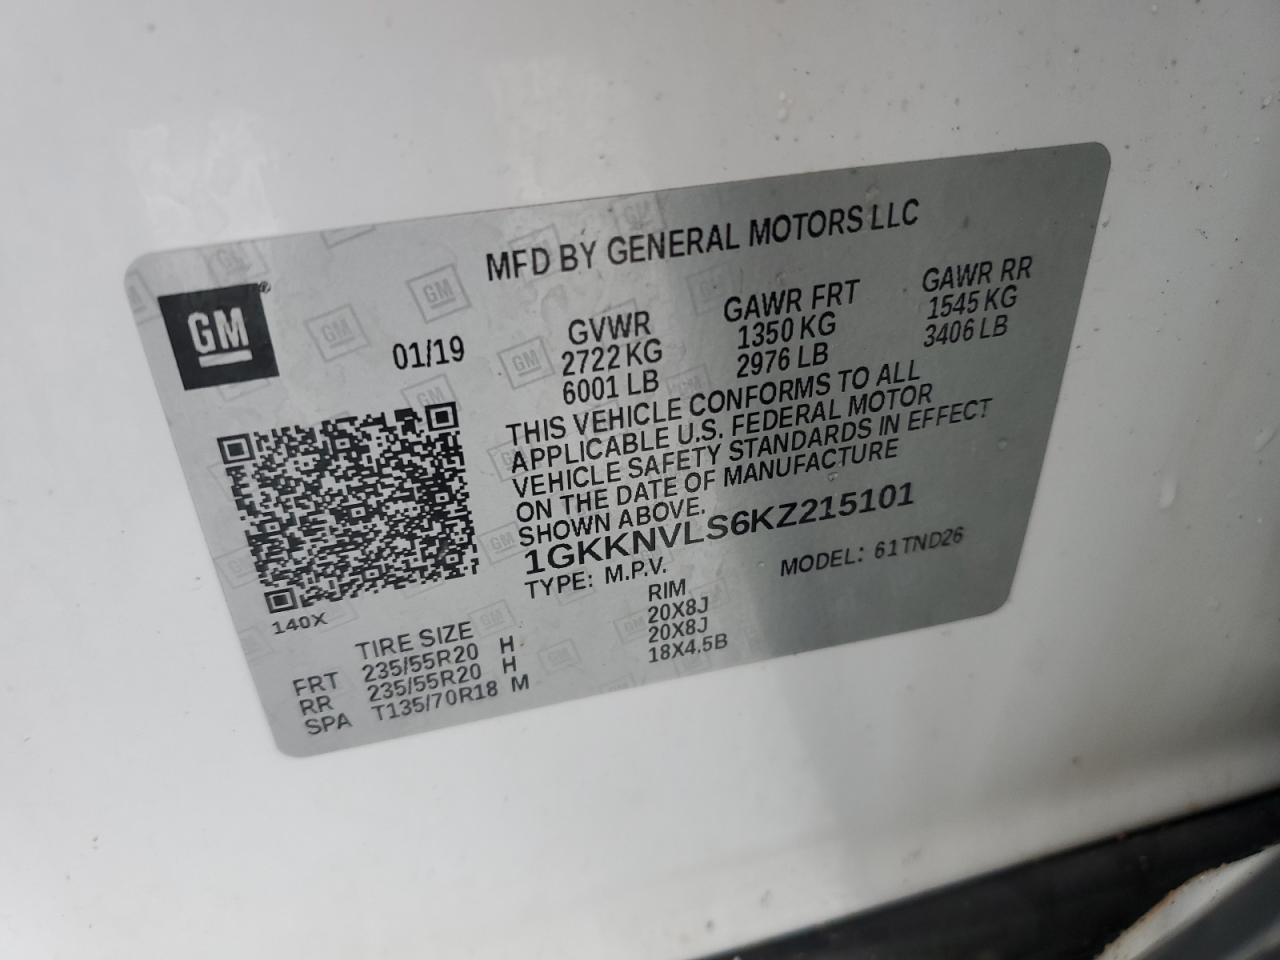 MFD BY GENERAL MOTORS LLC
GM®
01/19
GVWR
2722 KG
6001 LB
GAWR FRT
1350 KG
2976 LB
GAWR RR
1545 KG
3406 LB
THIS VEHICLE CONFORMS TO ALL
APPLICABLE U.S. FEDERAL MOTOR
VEHICLE SAFETY STANDARDS IN EFFECT
ON THE DATE OF MANUFACTURE
SHOWN ABOVE.
1GKKNVLS6KZ215101
TYPE: M.P.V. MODEL: 61TND26
140X
TIRE SIZE RIM
FRT 235/55R20 H 20X8J
RR 235/55R20 H 20X8J
SPA T135/70R18 M 18X4.5B